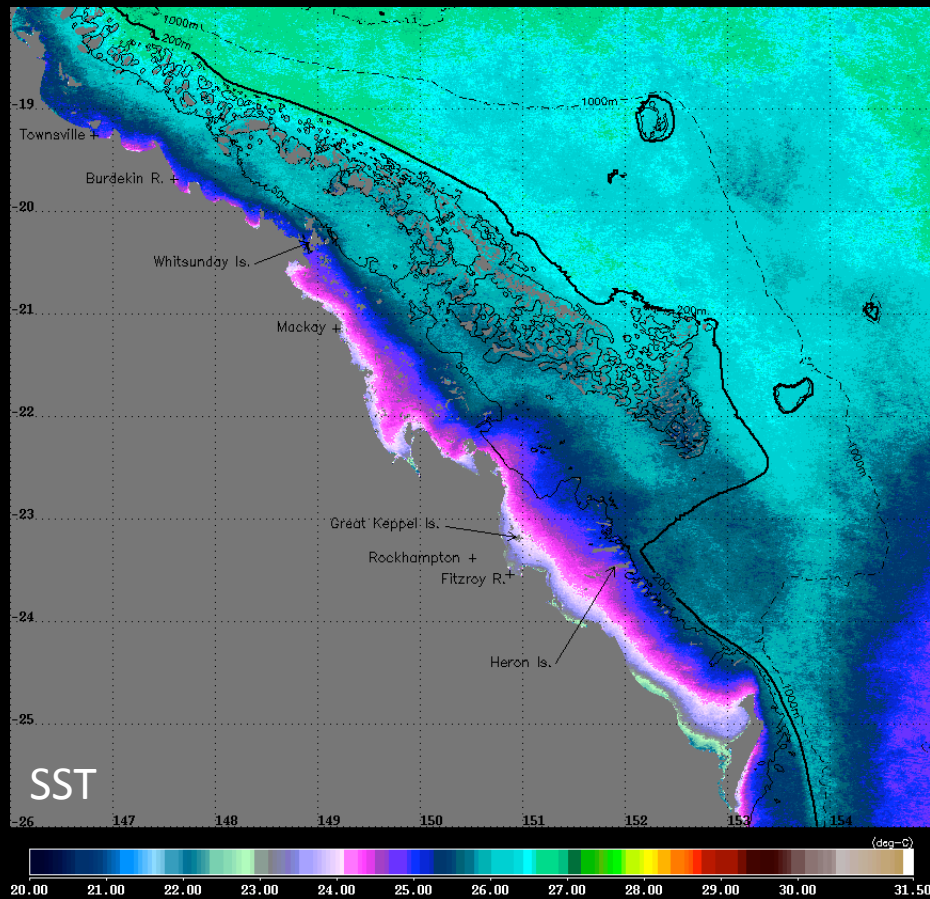 1000m
200m
-19
1000m
Townsville
Burdekin R.
50m
50m
-20
Whitsunday Is.
-21
200m
Mackay
50m
-22
-23
Great Keppel Is.
Rockhampton
Fitzroy R.
200m
-24
Heron Is.
1000m
-25
SST
-26
147 148 149 150 151 152 153 154
(deg-C)
20.00 21.00 22.00 23.00 24.00 25.00 26.00 27.00 28.00 29.00 30.00 31.50